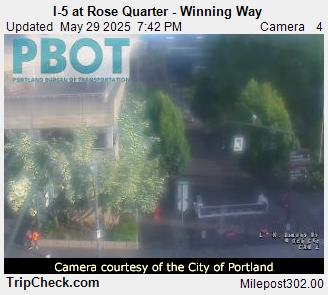 I-5 at Rose Quarter - Winning Way
Updated May 29 2025 7:42 PM Camera 4
PBOT
PORTLAND BUREAU OF TRANSPORTATION
Camera courtesy of the City of Portland
TripCheck.com Milepost302.00